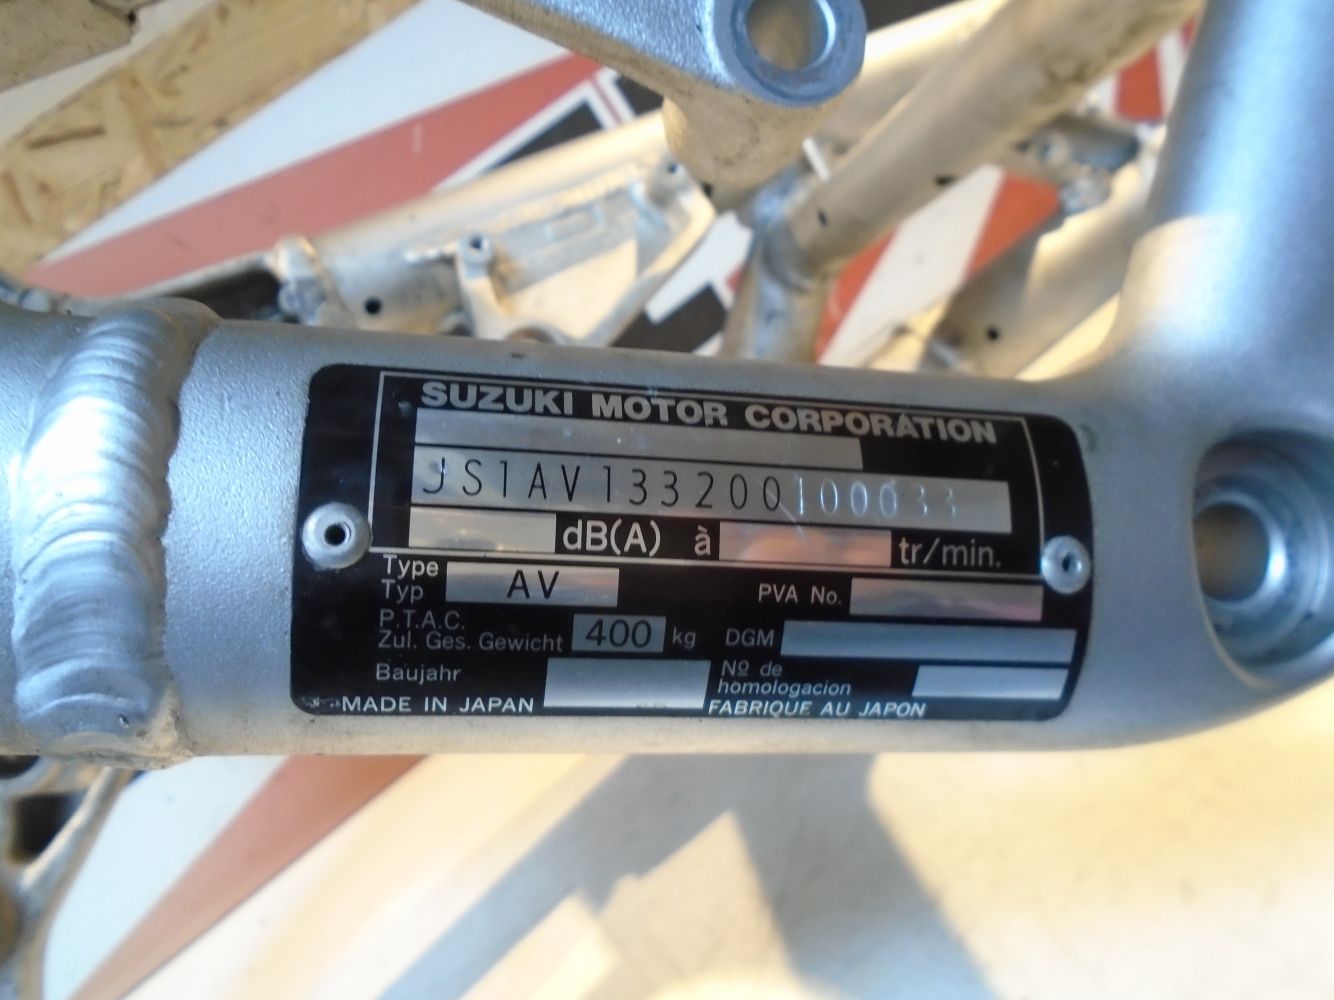 SUZUKI MOTOR CORPORATION
JS1AV133200100033
dB(A) à tr/min.
Type
Typ AV PVA No.
P.T.A.C.
Zul. Ges. Gewicht 400 kg DGM
Baujahr Nº de
homologacion
MADE IN JAPAN FABRIQUE AU JAPON